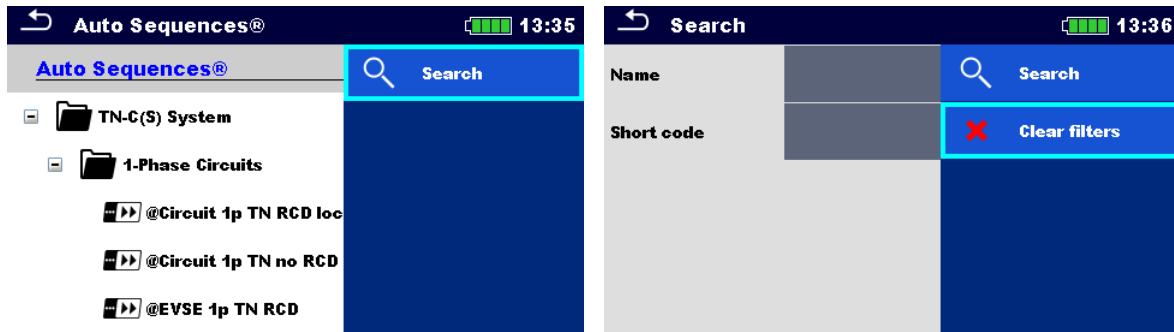 Auto Sequences® 13:35
Auto Sequences®
Search
TN-C(S) System
1-Phase Circuits
@Circuit 1p TN RCD loc
@Circuit 1p TN no RCD
@EVSE 1p TN RCD
Search 13:36
Name
Search
Short code
Clear filters